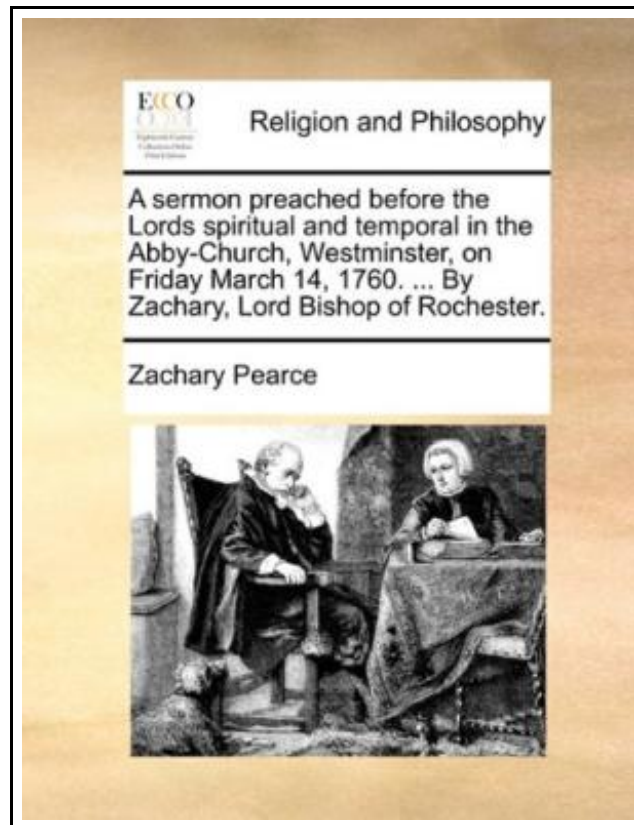 ECCO
Religion and Philosophy
A sermon preached before the
Lords spiritual and temporal in the
Abby-Church, Westminster, on
Friday March 14, 1760. ... By
Zachary, Lord Bishop of Rochester.
Zachary Pearce